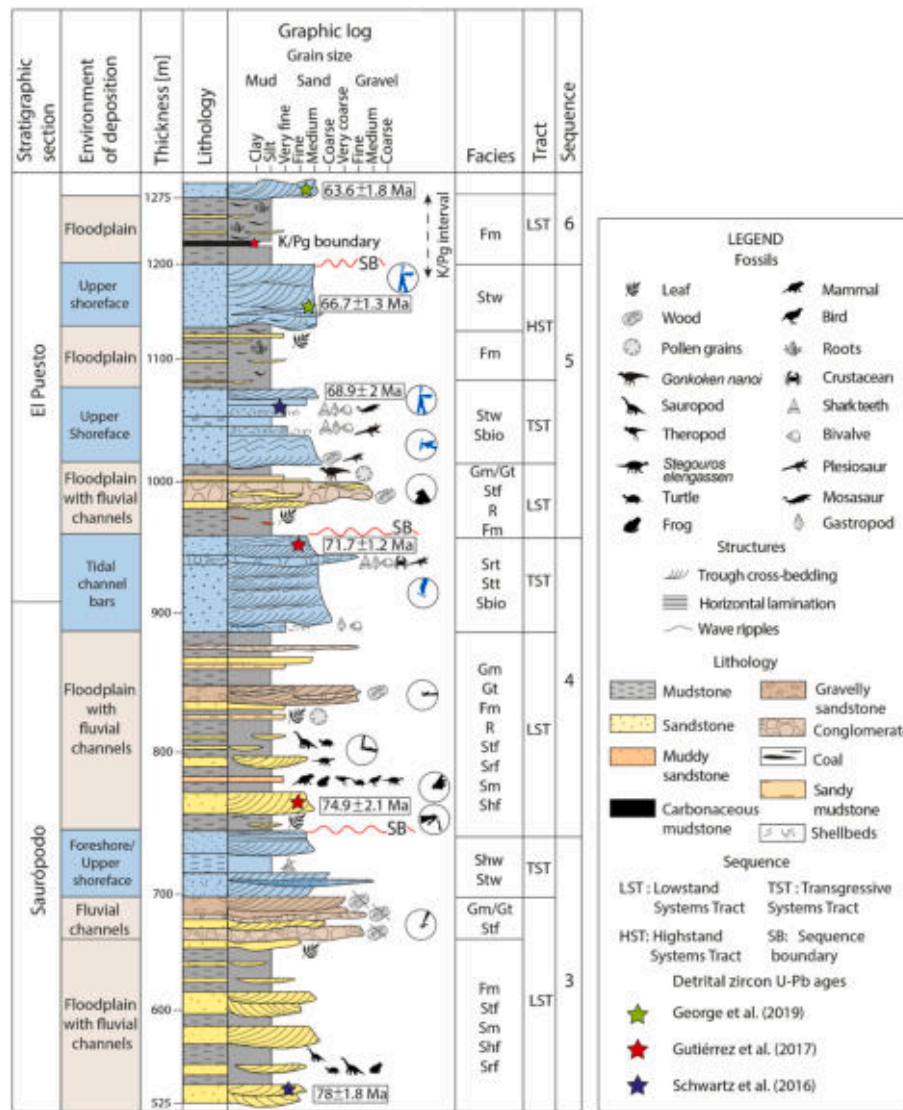 Stratigraphic section
Environment of deposition
Thickness [m]
Lithology
Graphic log
Grain size
Mud Sand Gravel
Clay
Silt
Very fine
Fine
Medium
Coarse
Very coarse
Fine
Medium
Coarse
Facies
Tract
Sequence
El Puesto
Saurópodo
Floodplain
Upper
shoreface
Floodplain
Upper
Shoreface
Floodplain
with fluvial
channels
Tidal
channel
bars
Floodplain
with
fluvial
channels
Foreshore/
Upper
shoreface
Fluvial
channels
Floodplain
with fluvial
channels
1275
1200
1100
1000
900
800
700
600
525
63.6±1.8 Ma
K/Pg boundary
K/Pg interval
SB
66.7±1.3 Ma
68.9±2 Ma
SB
71.7±1.2 Ma
74.9±2.1 Ma
SB
78±1.8 Ma
Fm
Stw
Fm
Stw
Sbio
Gm/Gt
Stf
R
Fm
Srt
Stt
Sbio
Gm
Gt
Fm
R
Stf
Srf
Sm
Shf
Shw
Stw
Gm/Gt
Stf
Fm
Stf
Sm
Shf
Srf
LST
HST
TST
LST
TST
LST
TST
LST
6
5
4
3
LEGEND
Fossils
Leaf Mammal
Wood Bird
Pollen grains Roots
Gonkoken nanoi Crustacean
Sauropod Shark teeth
Theropod Bivalve
Stegouros elengassen Plesiosaur
Turtle Mosasaur
Frog Gastropod
Structures
Trough cross-bedding
Horizontal lamination
Wave ripples
Lithology
Mudstone Gravelly sandstone
Sandstone Conglomerate
Muddy sandstone Coal
Carbonaceous mudstone Sandy mudstone
Shellbeds
Sequence
LST : Lowstand Systems Tract TST : Transgressive Systems Tract
HST: Highstand Systems Tract SB: Sequence boundary
Detrital zircon U-Pb ages
George et al. (2019)
Gutiérrez et al. (2017)
Schwartz et al. (2016)